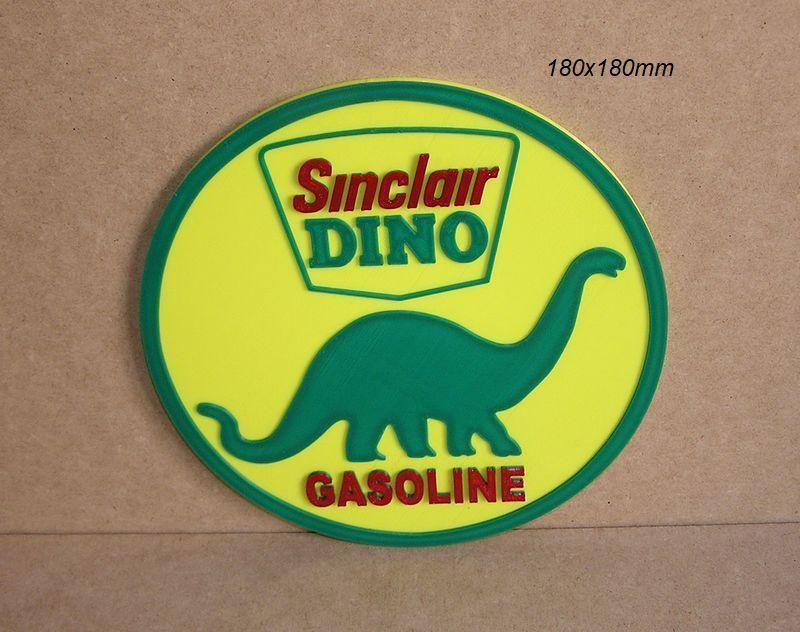 180x180mm
Sinclair
DINO
GASOLINE